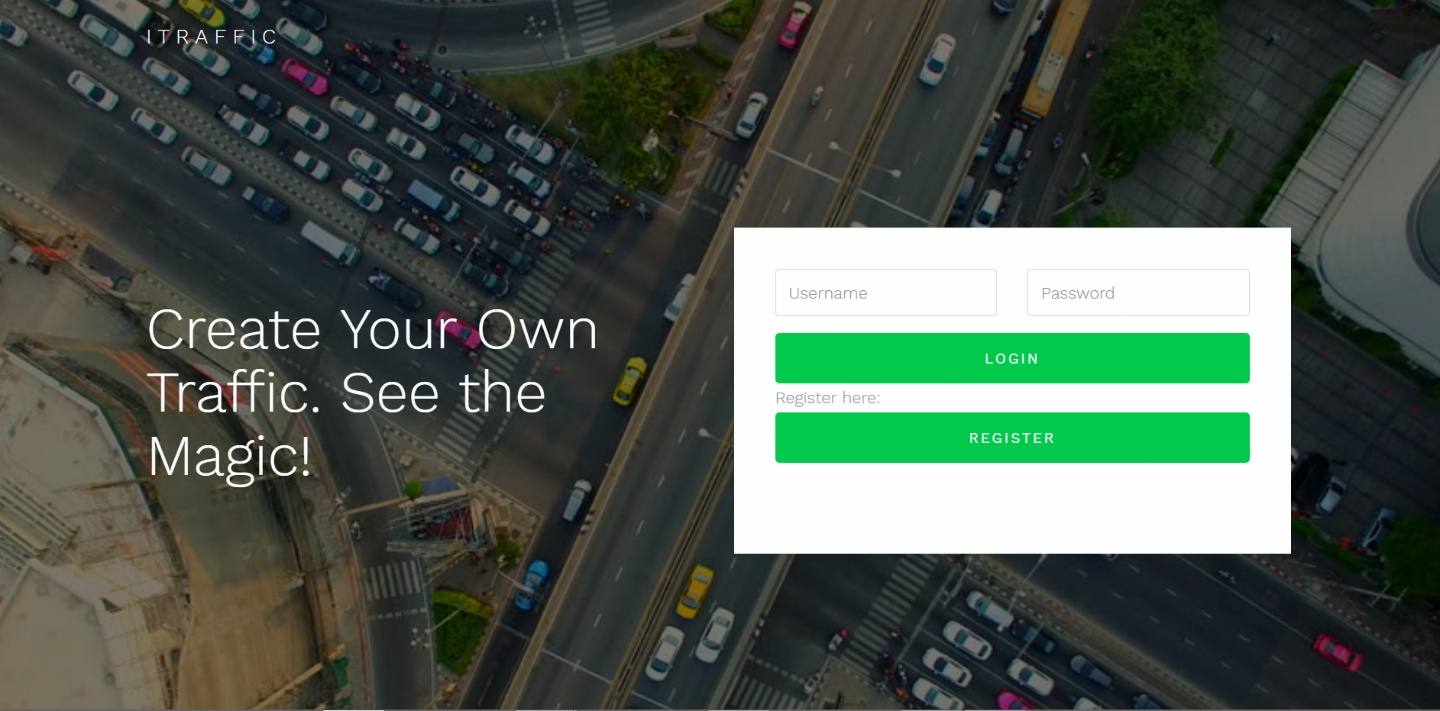 ITRAFFIC
Create Your Own
Traffic. See the
Magic!
Username
Password
LOGIN
Register here:
REGISTER